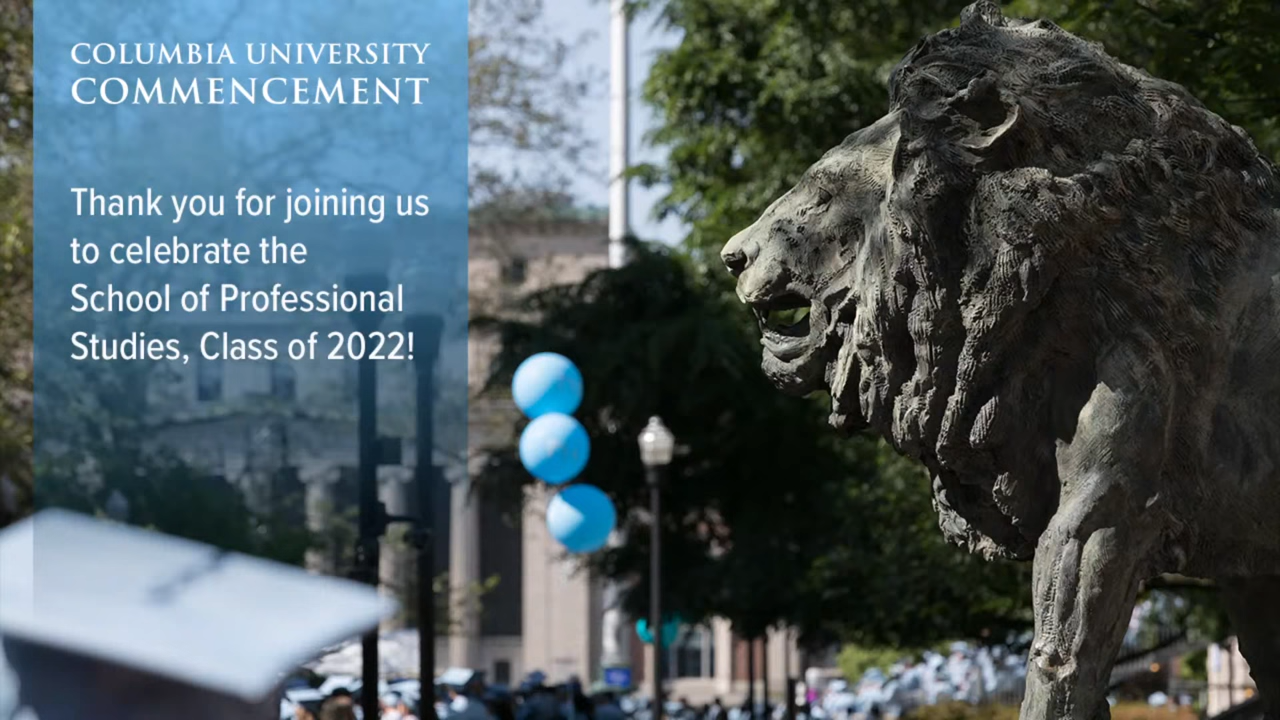 COLUMBIA UNIVERSITY
COMMENCEMENT
Thank you for joining us
to celebrate the
School of Professional
Studies, Class of 2022!